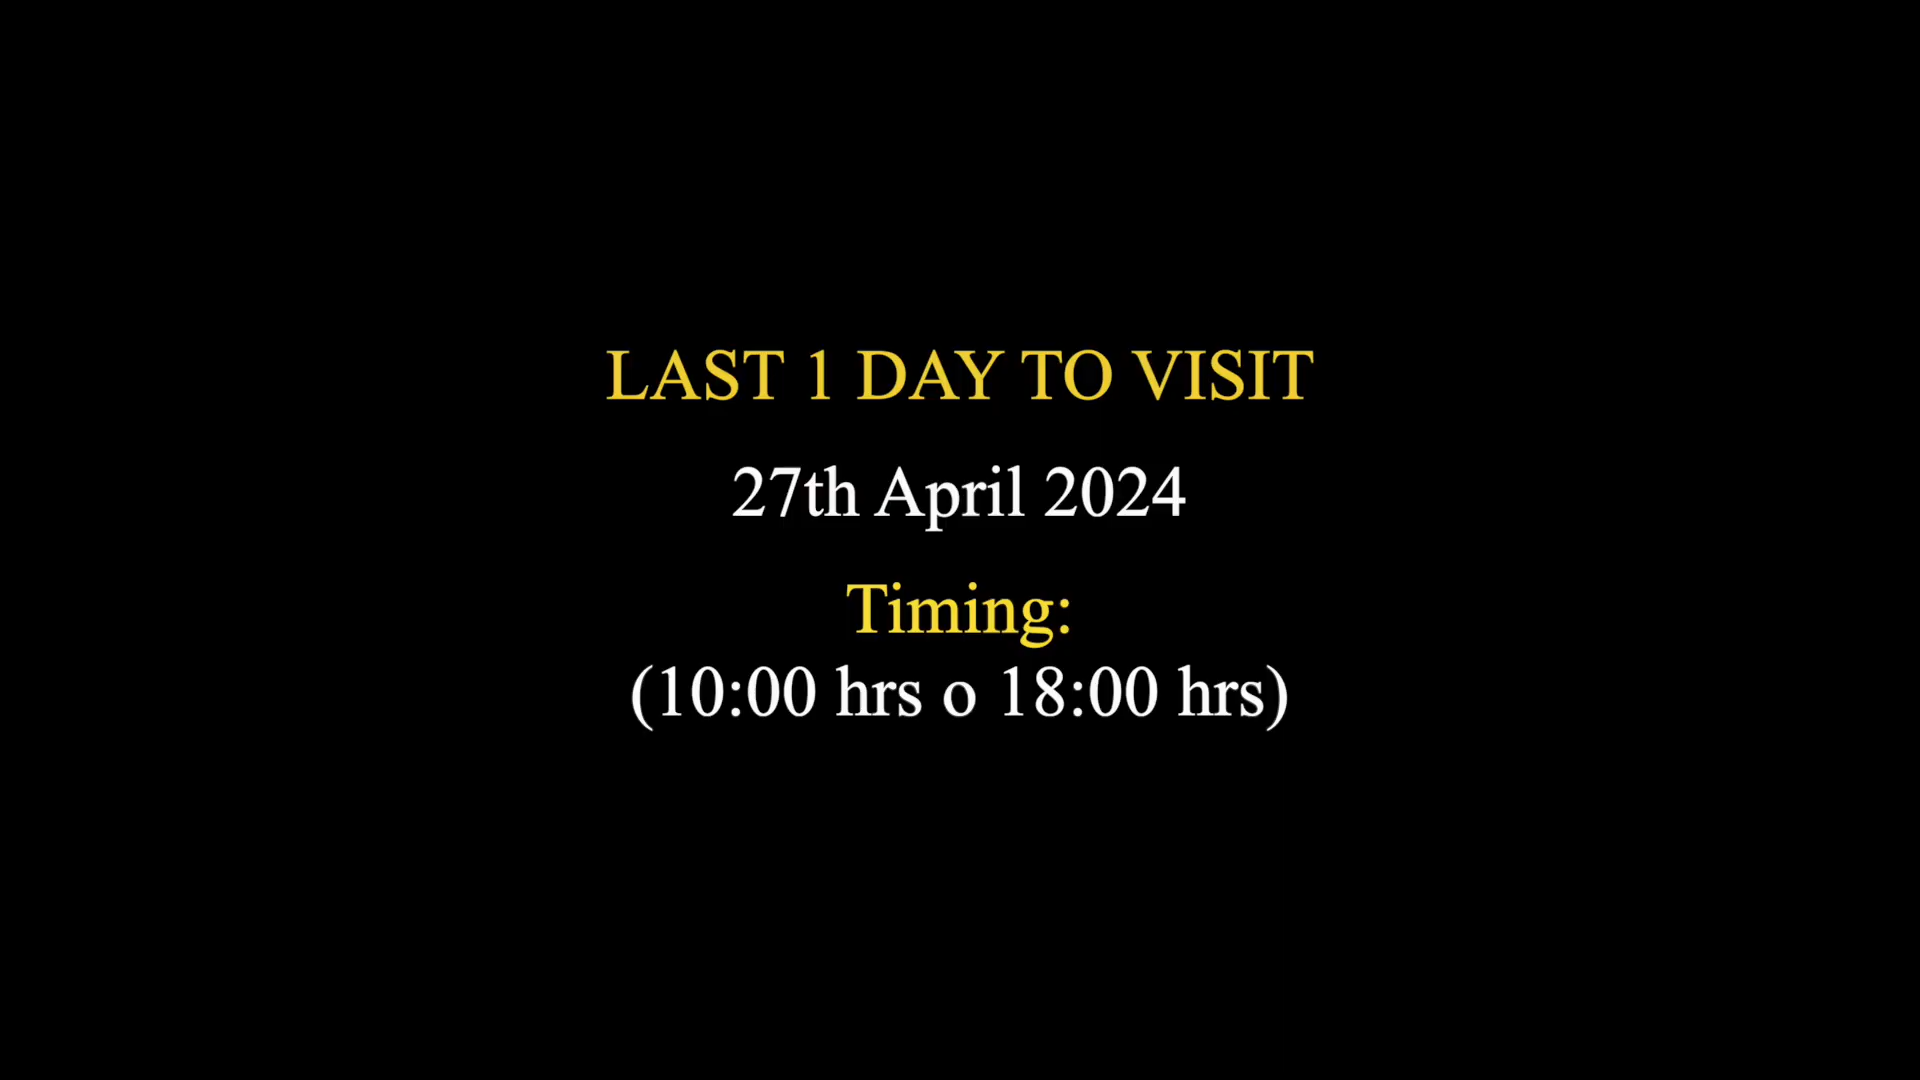 LAST 1 DAY TO VISIT
27th April 2024
Timing:
(10:00 hrs o 18:00 hrs)